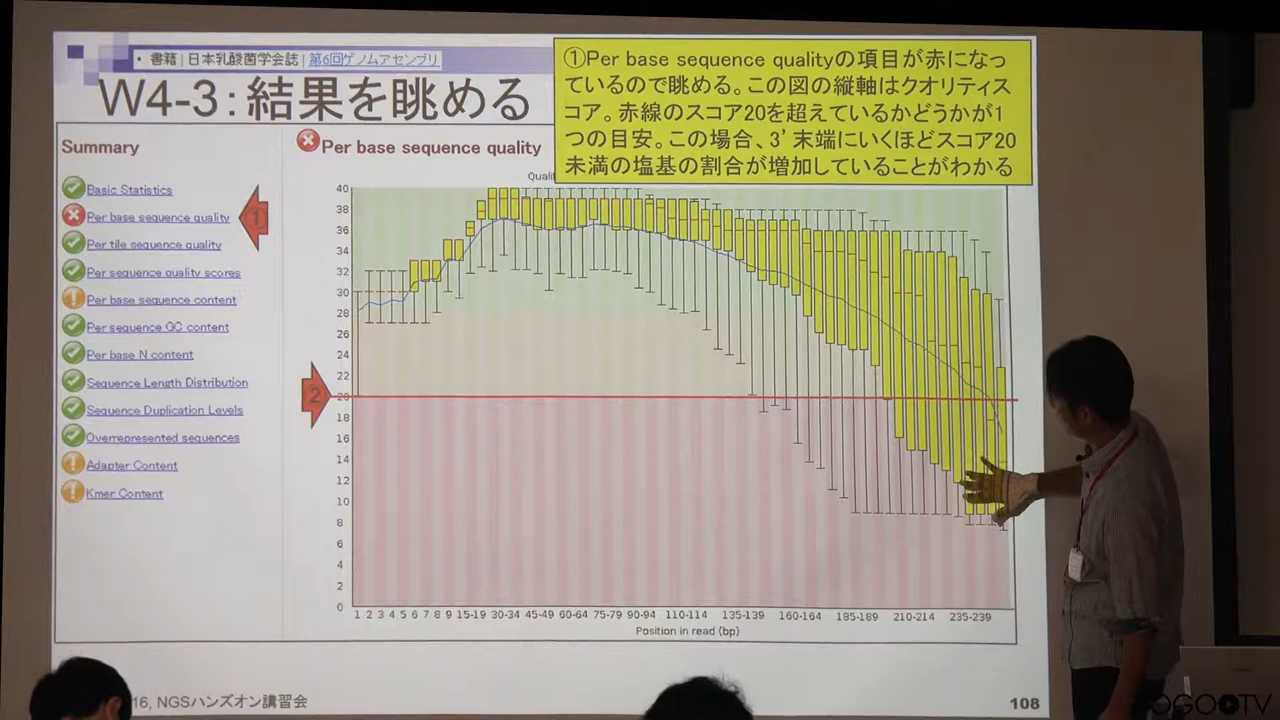 • 書籍 | 日本乳酸菌学会誌 | 第6回ゲノムアセンブリ
W4-3：結果を眺める
①Per base sequence qualityの項目が赤になっ
ているので眺める。この図の縦軸はクオリティス
コア。赤線のスコア20を超えているかどうかが1
つの目安。この場合、3’末端にいくほどスコア20
未満の塩基の割合が増加していることがわかる
Summary
Basic Statistics
Per base sequence quality
1
Per tile sequence quality
Per sequence quality scores
Per base sequence content
Per sequence GC content
Per base N content
Sequence Length Distribution
Sequence Duplication Levels
Overrepresented sequences
Adapter Content
Kmer Content
Per base sequence quality
40
38
36
34
32
30
28
26
24
22
2
20
18
16
14
12
10
8
6
4
2
0
1 2 3 4 5 6 7 8 9 15-19 30-34 45-49 60-64 75-79 90-94 110-114 135-139 160-164 185-189 210-214 235-239
Position in read (bp)
16, NGSハンズオン講習会
108
TOGOTV